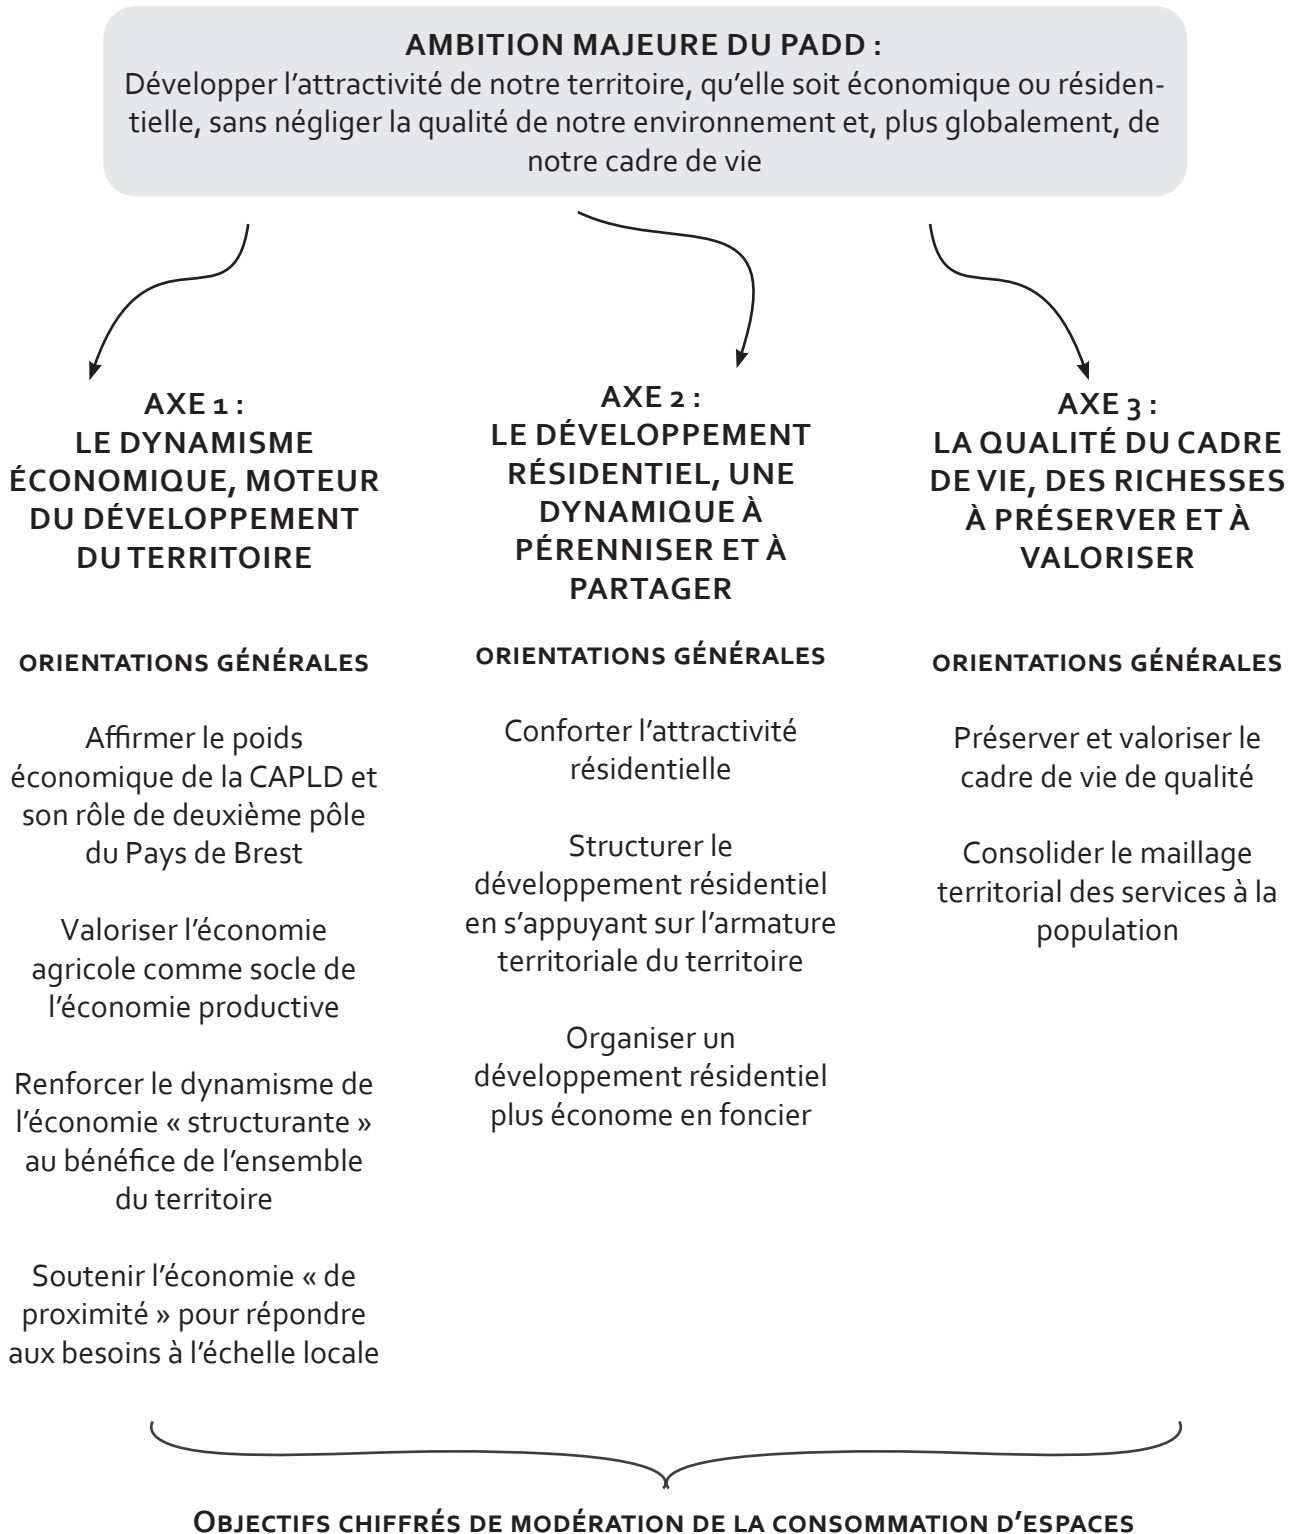 AMBITION MAJEURE DU PADD :
Développer l'attractivité de notre territoire, qu'elle soit économique ou résiden-
tielle, sans négliger la qualité de notre environnement et, plus globalement, de
notre cadre de vie
AXE 1 :
LE DYNAMISME
ÉCONOMIQUE, MOTEUR
DU DÉVELOPPEMENT
DU TERRITOIRE
ORIENTATIONS GÉNÉRALES
Affirmer le poids
économique de la CAPLD et
son rôle de deuxième pôle
du Pays de Brest
Valoriser l'économie
agricole comme socle de
l'économie productive
Renforcer le dynamisme de
l'économie « structurante »
au bénéfice de l'ensemble
du territoire
Soutenir l'économie « de
proximité » pour répondre
aux besoins à l'échelle locale
AXE 2 :
LE DÉVELOPPEMENT
RÉSIDENTIEL, UNE
DYNAMIQUE À
PÉRENNISER ET À
PARTAGER
ORIENTATIONS GÉNÉRALES
Conforter l'attractivité
résidentielle
Structurer le
développement résidentiel
en s'appuyant sur l'armature
territoriale du territoire
Organiser un
développement résidentiel
plus économe en foncier
AXE 3 :
LA QUALITÉ DU CADRE
DE VIE, DES RICHESSES
À PRÉSERVER ET À
VALORISER
ORIENTATIONS GÉNÉRALES
Préserver et valoriser le
cadre de vie de qualité
Consolider le maillage
territorial des services à la
population
OBJECTIFS CHIFFRÉS DE MODÉRATION DE LA CONSOMMATION D'ESPACES